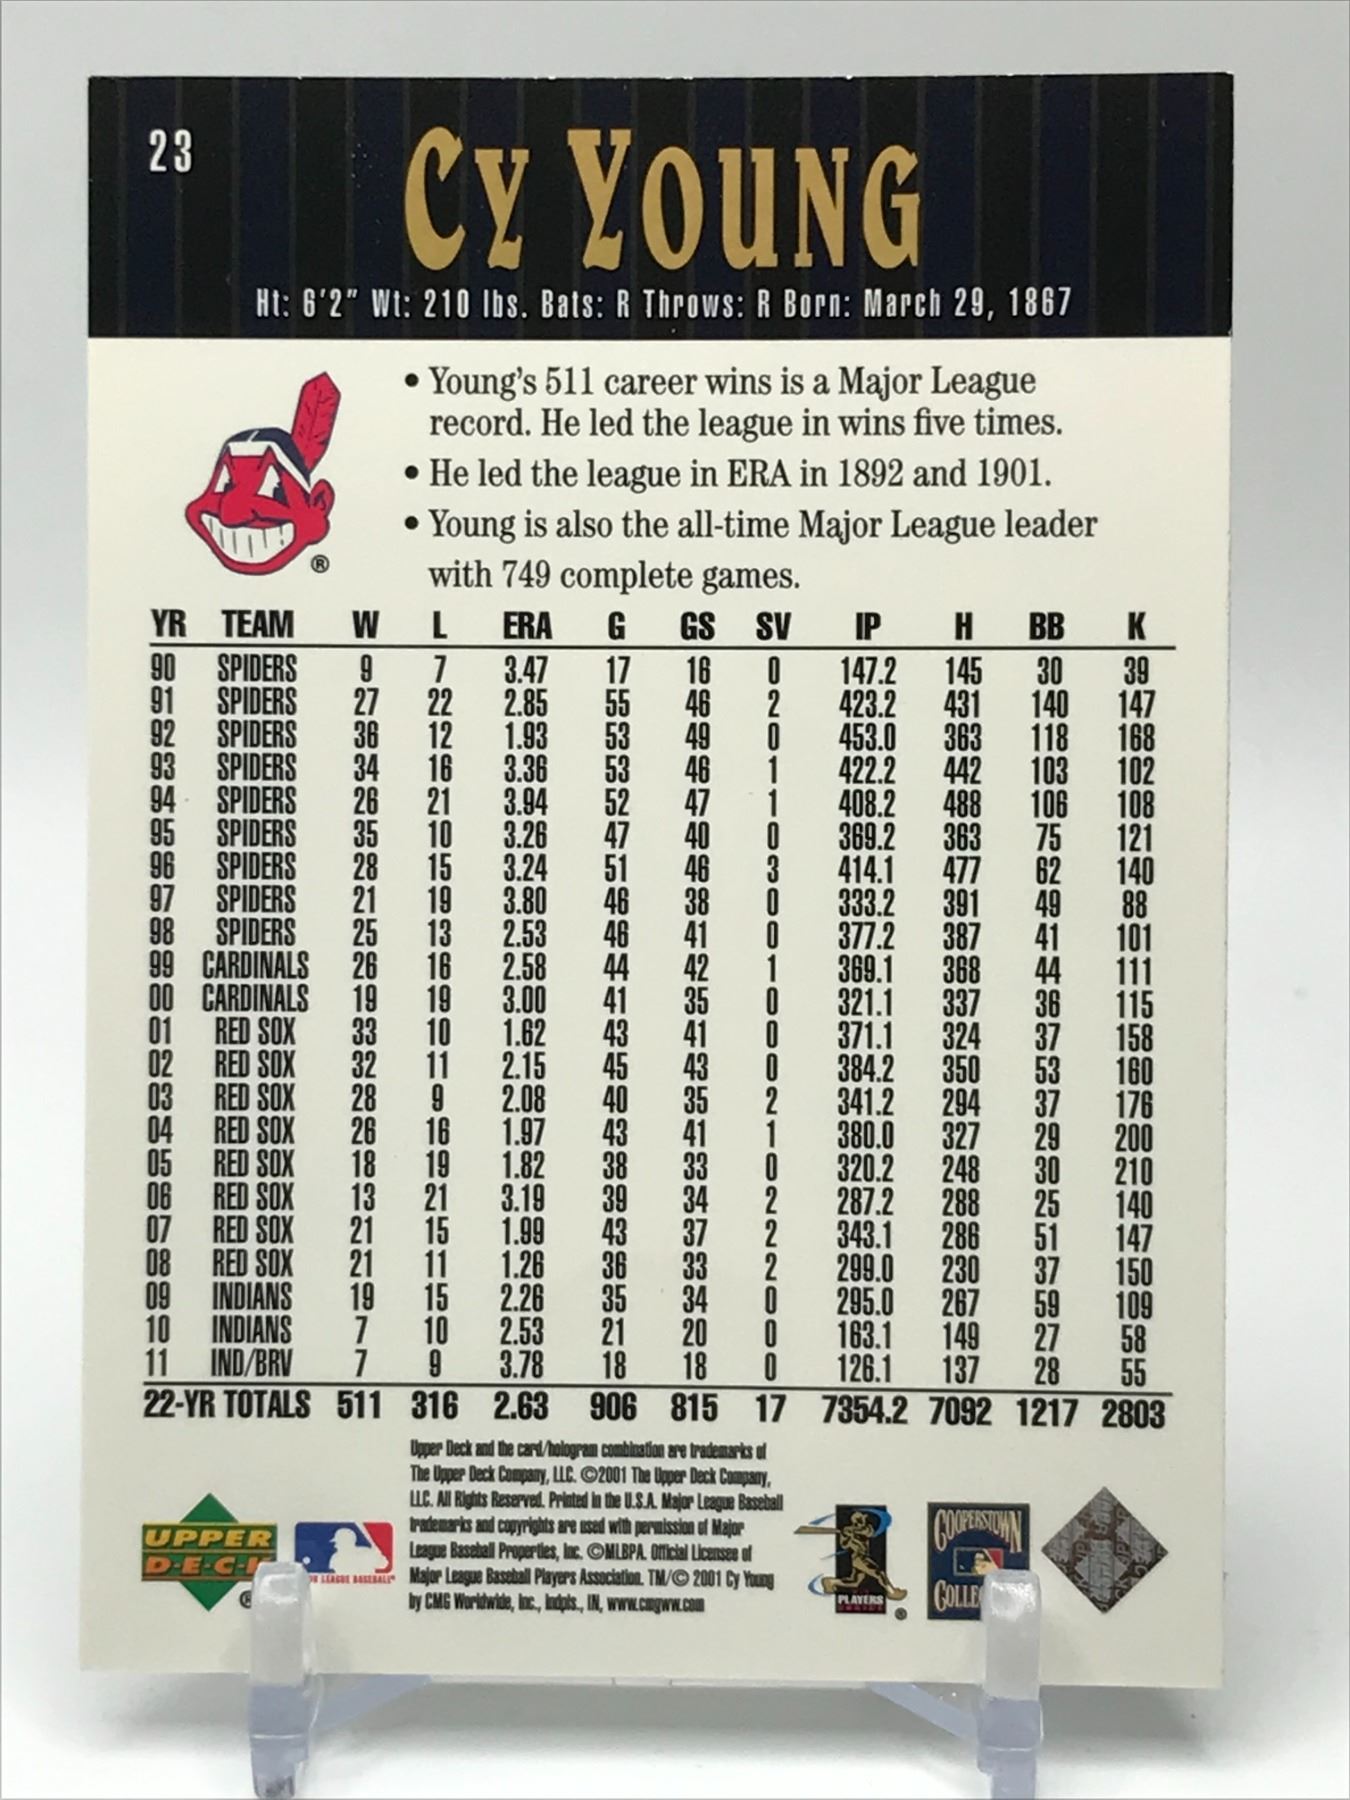 23
CY YOUNG
Ht: 6'2" Wt: 210 lbs. Bats: R Throws: R Born: March 29, 1867
• Young's 511 career wins is a Major League
record. He led the league in wins five times.
• He led the league in ERA in 1892 and 1901.
• Young is also the all-time Major League leader
with 749 complete games.
®
YR TEAM W L ERA G GS SV IP H BB K
90 SPIDERS 9 7 3.47 17 16 0 147.2 145 30 39
91 SPIDERS 27 22 2.85 55 46 2 423.2 431 140 147
92 SPIDERS 36 12 1.93 53 49 0 453.0 363 118 168
93 SPIDERS 34 16 3.36 53 46 1 422.2 442 103 102
94 SPIDERS 26 21 3.94 52 47 1 408.2 488 106 108
95 SPIDERS 35 10 3.26 47 40 0 369.2 363 75 121
96 SPIDERS 28 15 3.24 51 46 3 414.1 477 62 140
97 SPIDERS 21 19 3.80 46 38 0 333.2 391 49 88
98 SPIDERS 25 13 2.53 46 41 0 377.2 387 41 101
99 CARDINALS 26 16 2.58 44 42 1 369.1 368 44 111
00 CARDINALS 19 19 3.00 41 35 0 321.1 337 36 115
01 RED SOX 33 10 1.62 43 41 0 371.1 324 37 158
02 RED SOX 32 11 2.15 45 43 0 384.2 350 53 160
03 RED SOX 28 9 2.08 40 35 2 341.2 294 37 176
04 RED SOX 26 16 1.97 43 41 1 380.0 327 29 200
05 RED SOX 18 19 1.82 38 33 0 320.2 248 30 210
06 RED SOX 13 21 3.19 39 34 2 287.2 288 25 140
07 RED SOX 21 15 1.99 43 37 2 343.1 286 51 147
08 RED SOX 21 11 1.26 36 33 2 299.0 230 37 150
09 INDIANS 19 15 2.26 35 34 0 295.0 267 59 109
10 INDIANS 7 10 2.53 21 20 0 163.1 149 27 58
11 IND/BRV 7 9 3.78 18 18 0 126.1 137 28 55
22-YR TOTALS 511 316 2.63 906 815 17 7354.2 7092 1217 2803
Upper Deck and the card/hologram combination are trademarks of
The Upper Deck Company, LLC. ©2001 The Upper Deck Company,
LLC. All Rights Reserved. Printed in the U.S.A. Major League Baseball
trademarks and copyrights are used with permission of Major
League Baseball Properties, Inc. ©MLBPA. Official Licensee of
Major League Baseball Players Association. TM/© 2001 Cy Young
by CMG Worldwide, Inc., Indpls., IN, www.cmgww.com
UPPER
DECK
LEAGUE BASEBALL
PLAYERS
®
COOPERSTOWN
COLLE